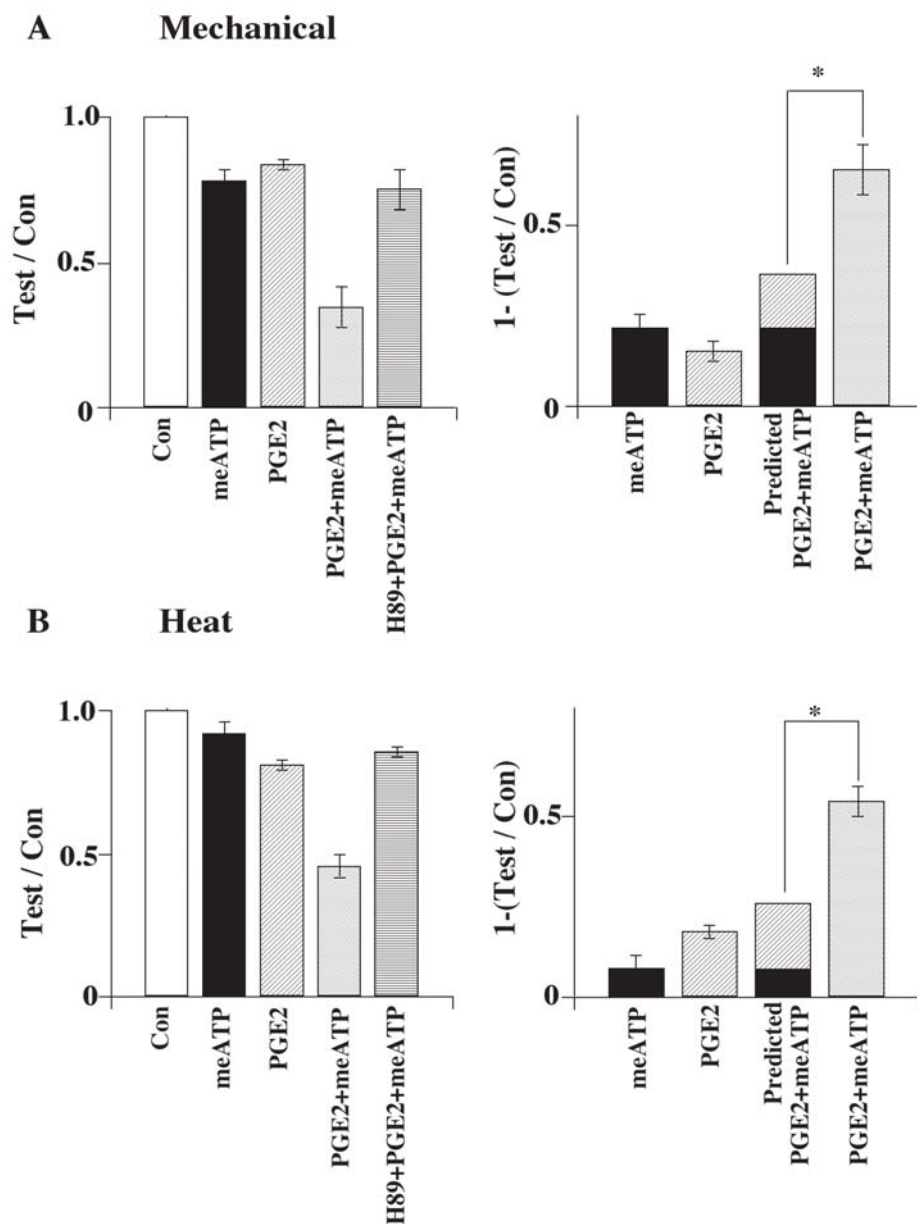 A Mechanical
Test / Con
1.0
0.5
0
Con
meATP
PGE2
PGE2+meATP
H89+PGE2+meATP
1- (Test / Con)
0.5
0
*
meATP
PGE2
Predicted
PGE2+meATP
PGE2+meATP
B Heat
Test / Con
1.0
0.5
0
Con
meATP
PGE2
PGE2+meATP
H89+PGE2+meATP
1-(Test / Con)
0.5
0
*
meATP
PGE2
Predicted
PGE2+meATP
PGE2+meATP